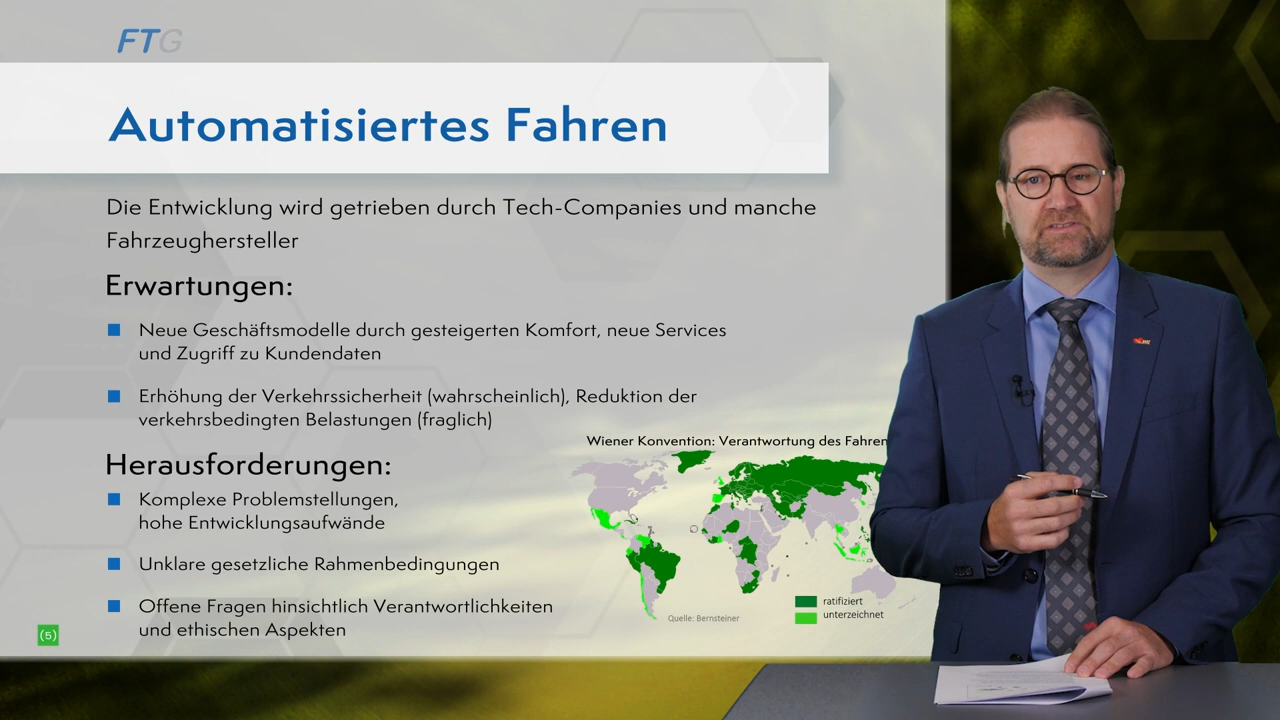 FTG
Automatisiertes Fahren
Die Entwicklung wird getrieben durch Tech-Companies und manche
Fahrzeughersteller
Erwartungen:
Neue Geschäftsmodelle durch gesteigerten Komfort, neue Services
und Zugriff zu Kundendaten
Erhöhung der Verkehrssicherheit (wahrscheinlich), Reduktion der
verkehrsbedingten Belastungen (fraglich)
Wiener Konvention: Verantwortung des Fahren
Herausforderungen:
Komplexe Problemstellungen,
hohe Entwicklungsaufwände
Unklare gesetzliche Rahmenbedingungen
Offene Fragen hinsichtlich Verantwortlichkeiten
und ethischen Aspekten
ratifiziert
unterzeichnet
Quelle: Bernsteiner
(5)